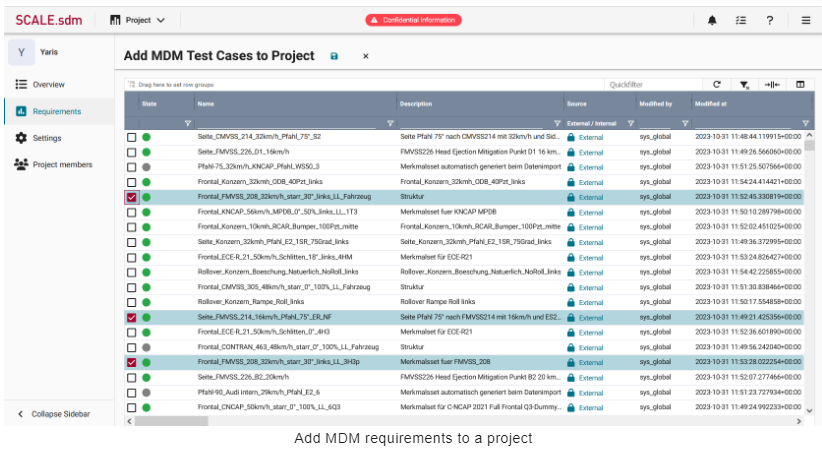 SCALE.sdm Project Confidential information ?
Y Yaris Add MDM Test Cases to Project ×
Overview
Requirements
Settings
Project members
Collapse Sidebar
Drag here to set row groups Quickfilter
State Name Description Source Modified by Modified at
External / Internal
Seite_CMVSS_214_32km/h_Pfahl_75°_S2 Seite Pfahl 75° nach CMVSS214 mit 32km/h und Sid... External sys_global 2023-10-31 11:48:44.119915+00:00
Seite_FMVSS_226_D1_16km/h FMVSS226 Head Ejection Mitigation Punkt D1 16 km... External sys_global 2023-10-31 11:49:26.566060+00:00
Pfahl-75_32km/h_KNCAP_Pfahl_WS50_3 Merkmalsset automatisch generiert beim Datenimport External sys_global 2023-10-31 11:51:25.507566+00:00
Frontal_Konzern_32kmh_ODB_40Pzt_links Frontal_Konzern_32kmh_ODB_40Pzt_links External sys_global 2023-10-31 11:54:24.414421+00:00
Frontal_FMVSS_208_32km/h_starr_30°_links_LL_Fahrzeug Struktur External sys_global 2023-10-31 11:52:45.330819+00:00
Frontal_KNCAP_56km/h_MPDB_0°_50%_links_LL_1T3 Merkmalsset fuer KNCAP MPDB External sys_global 2023-10-31 11:50:10.289798+00:00
Frontal_Konzern_10kmh_RCAR_Bumper_100Pzt_mitte Frontal_Konzern_10kmh_RCAR_Bumper_100Pzt_mitte External sys_global 2023-10-31 11:52:02.451025+00:00
Seite_Konzern_32kmh_Pfahl_E2_1SR_75Grad_links Seite_Konzern_32kmh_Pfahl_E2_1SR_75Grad_links External sys_global 2023-10-31 11:49:36.372995+00:00
Frontal_ECE-R_21_50km/h_Schlitten_18°_links_4HM Merkmalset für ECE-R21 External sys_global 2023-10-31 11:53:24.826427+00:00
Rollover_Konzern_Boeschung_Natuerlich_NoRoll_links Rollover_Konzern_Boeschung_Natuerlich_NoRoll_links External sys_global 2023-10-31 11:54:42.225855+00:00
Frontal_CMVSS_305_48km/h_starr_0°_100%_LL_Fahrzeug Struktur External sys_global 2023-10-31 11:51:30.838466+00:00
Rollover_Konzern_Rampe_Roll_links Rollover Rampe Roll links External sys_global 2023-10-31 11:50:17.554858+00:00
Seite_FMVSS_214_16km/h_Pfahl_75°_ER_NF Seite Pfahl 75° nach FMVSS214 mit 16km/h und ES2... External sys_global 2023-10-31 11:49:21.425356+00:00
Frontal_ECE-R_21_50km/h_Schlitten_0°_4H3 Merkmalset für ECE-R21 External sys_global 2023-10-31 11:52:36.601890+00:00
Frontal_CONTRAN_463_48km/h_starr_0°_100%_LL_Fahrzeug Struktur External sys_global 2023-10-31 11:49:56.242040+00:00
Frontal_FMVSS_208_32km/h_starr_30°_links_LL_3H3p Merkmalsset fuer FMVSS_208 External sys_global 2023-10-31 11:53:28.022254+00:00
Seite_FMVSS_226_B2_20km/h FMVSS226 Head Ejection Mitigation Punkt B2 20 km... External sys_global 2023-10-31 11:52:07.277466+00:00
Pfahl-90_Audi intern_29km/h_Pfahl_E2_6 Merkmalsset automatisch generiert beim Datenimport External sys_global 2023-10-31 11:51:23.727934+00:00
Frontal_CNCAP_50km/h_starr_0°_100%_LL_6Q3 Merkmalset für C-NCAP 2021 Full Frontal Q3-Dummy... External sys_global 2023-10-31 11:49:24.992233+00:00
Add MDM requirements to a project